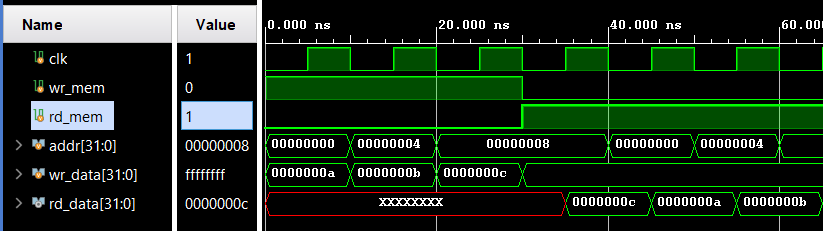 Name Value 0.000 ns 20.000 ns 40.000 ns 60.000
clk 1
wr_mem 0
rd_mem 1
addr[31:0] 00000008 00000000 00000004 00000008 00000000 00000004
wr_data[31:0] ffffffff 0000000a 0000000b 0000000c
rd_data[31:0] 0000000c XXXXXXXX 0000000c 0000000a 0000000b